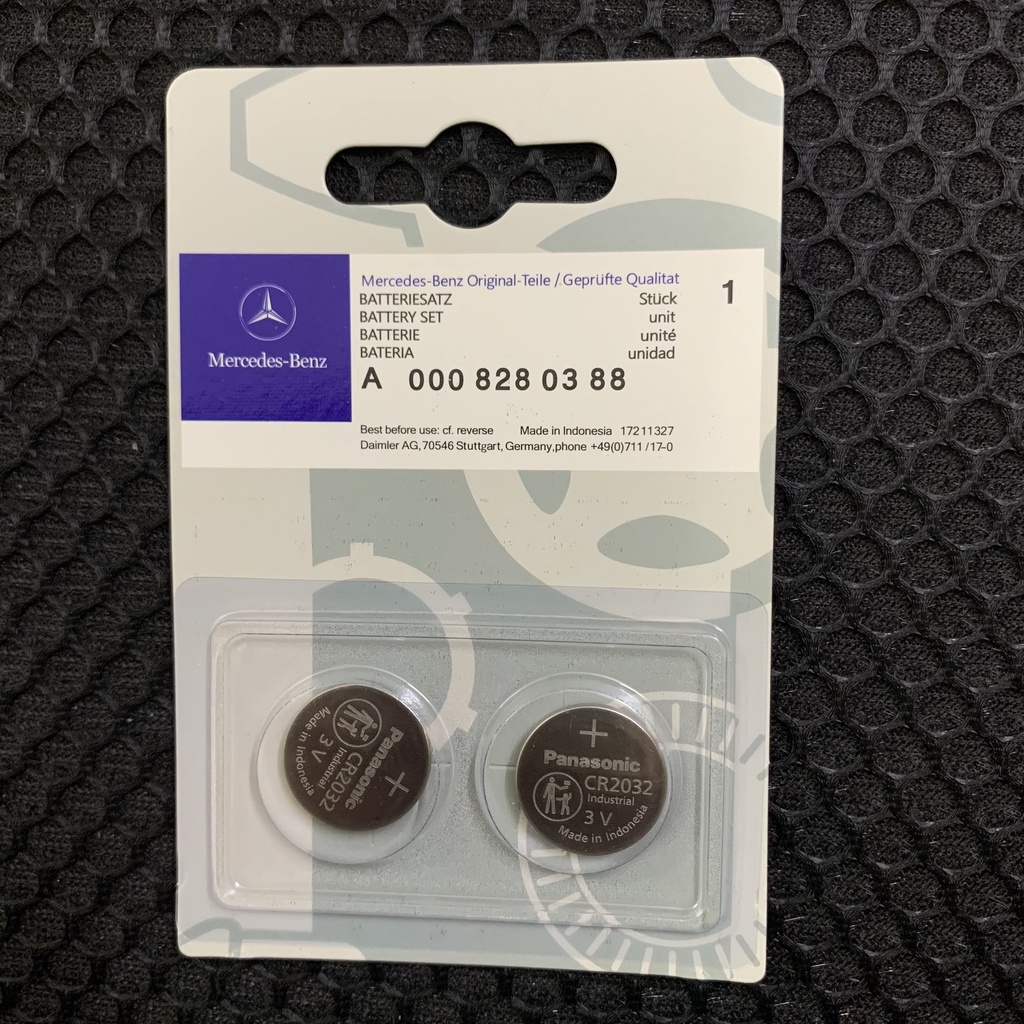 Mercedes-Benz
Mercedes-Benz Original-Teile / Geprüfte Qualitat
BATTERIESATZ Stück 1
BATTERY SET unit
BATTERIE unité
BATERIA unidad
A 000 828 03 88
Best before use: cf. reverse Made in Indonesia 17211327
Daimler AG,70546 Stuttgart, Germany,phone +49(0)711 /17-0
+
Panasonic
CR2032
Industrial
3 V
Made in Indonesia
+
Panasonic
CR2032
Industrial
3 V
Made in Indonesia